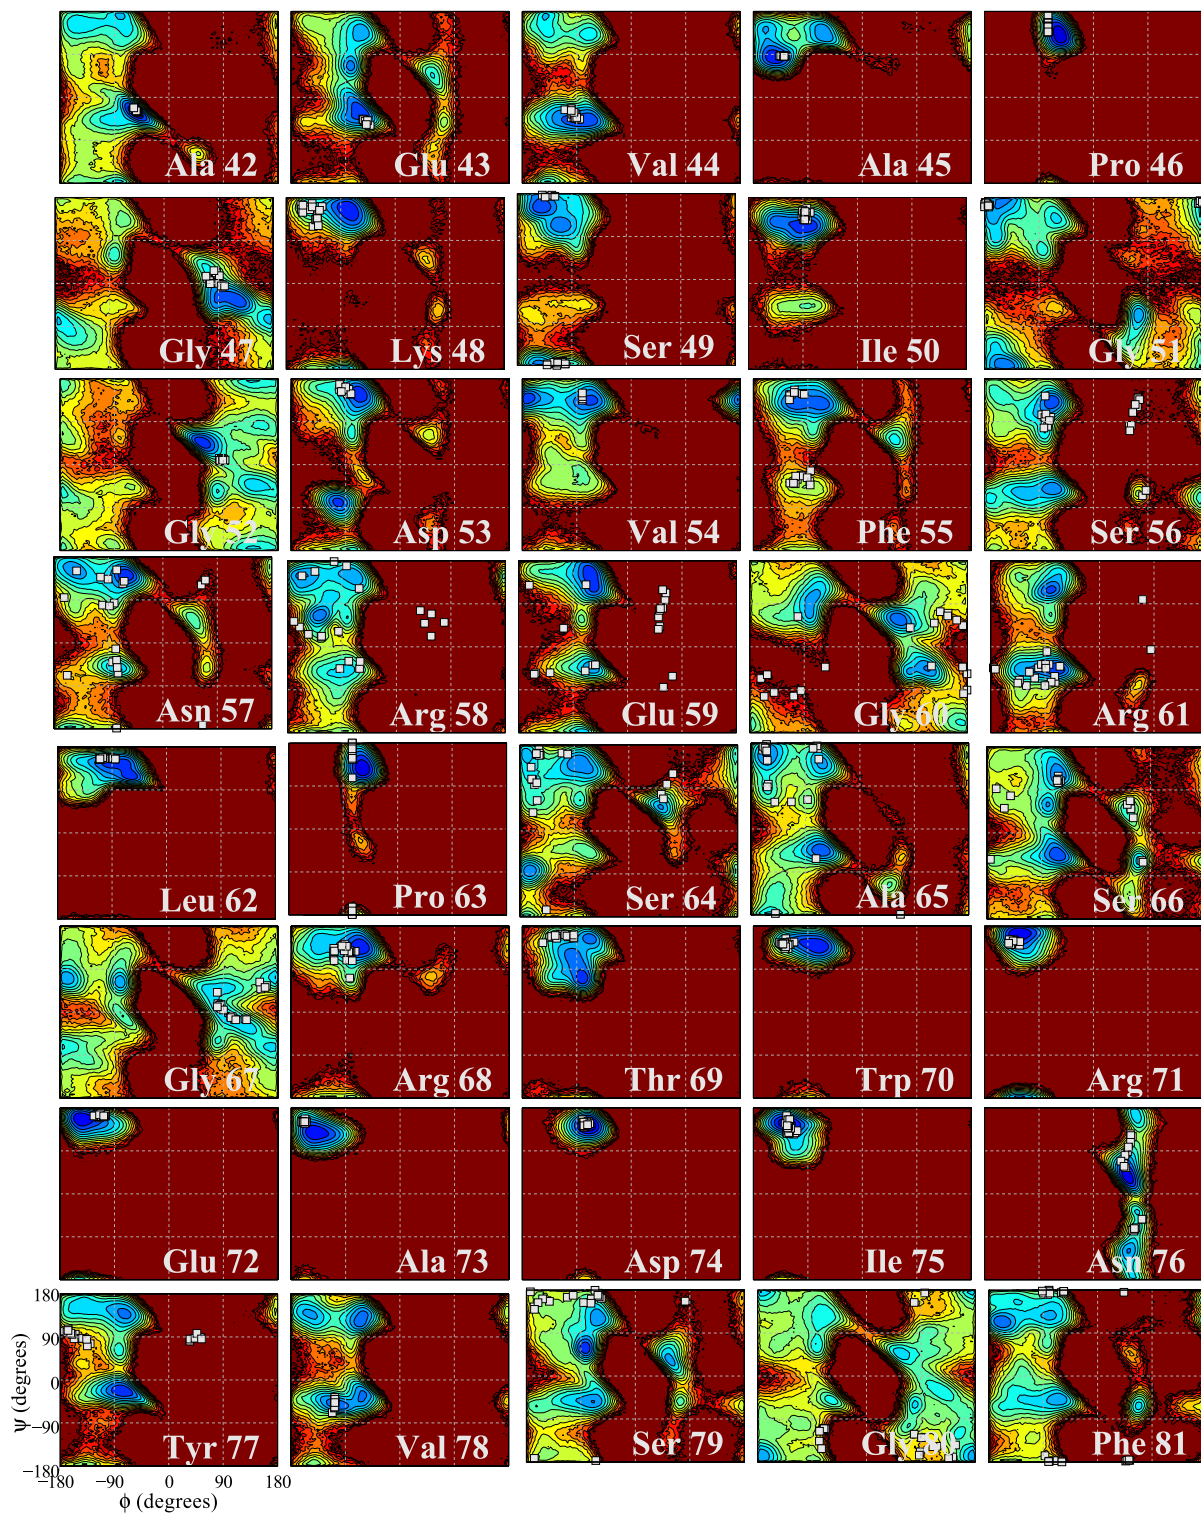 Ala 42 Glu 43 Val 44 Ala 45 Pro 46
Gly 47 Lys 48 Ser 49 Ile 50 Gly 51
Gly 52 Asp 53 Val 54 Phe 55 Ser 56
Asn 57 Arg 58 Glu 59 Gly 60 Arg 61
Leu 62 Pro 63 Ser 64 Ala 65 Ser 66
Gly 67 Arg 68 Thr 69 Trp 70 Arg 71
Glu 72 Ala 73 Asp 74 Ile 75 Asn 76
180
90
0
−90
−180
ψ (degrees)
Tyr 77 Val 78 Ser 79 Gly 80 Phe 81
−180 −90 0 90 180
ϕ (degrees)